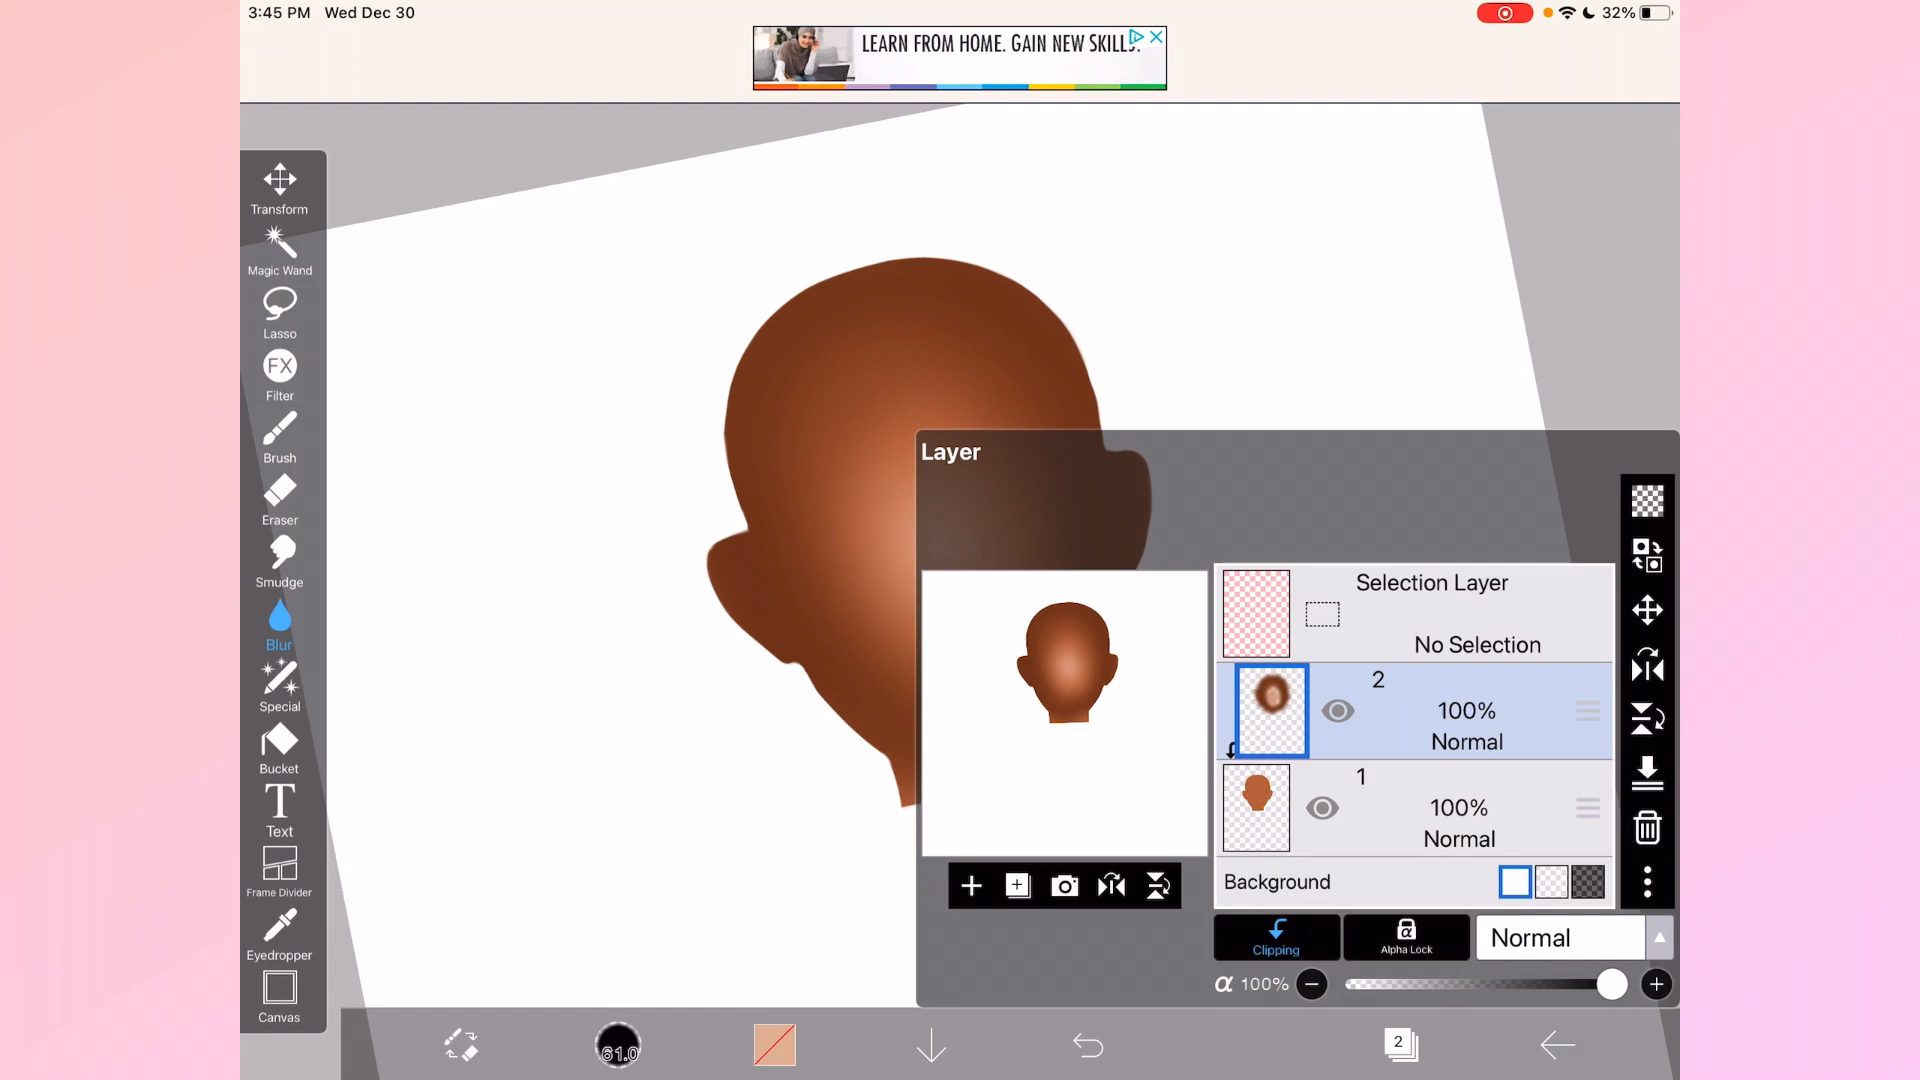 3:45 PM Wed Dec 30
32%
LEARN FROM HOME. GAIN NEW SKILLS.
Transform
Magic Wand
Lasso
FX
Filter
Brush
Eraser
Smudge
Blur
Special
Bucket
T
Text
Frame Divider
Eyedropper
Canvas
Layer
Selection Layer
No Selection
2
100%
Normal
1
100%
Normal
Background
Clipping
α
Alpha Lock
Normal
α 100%
61.0
2